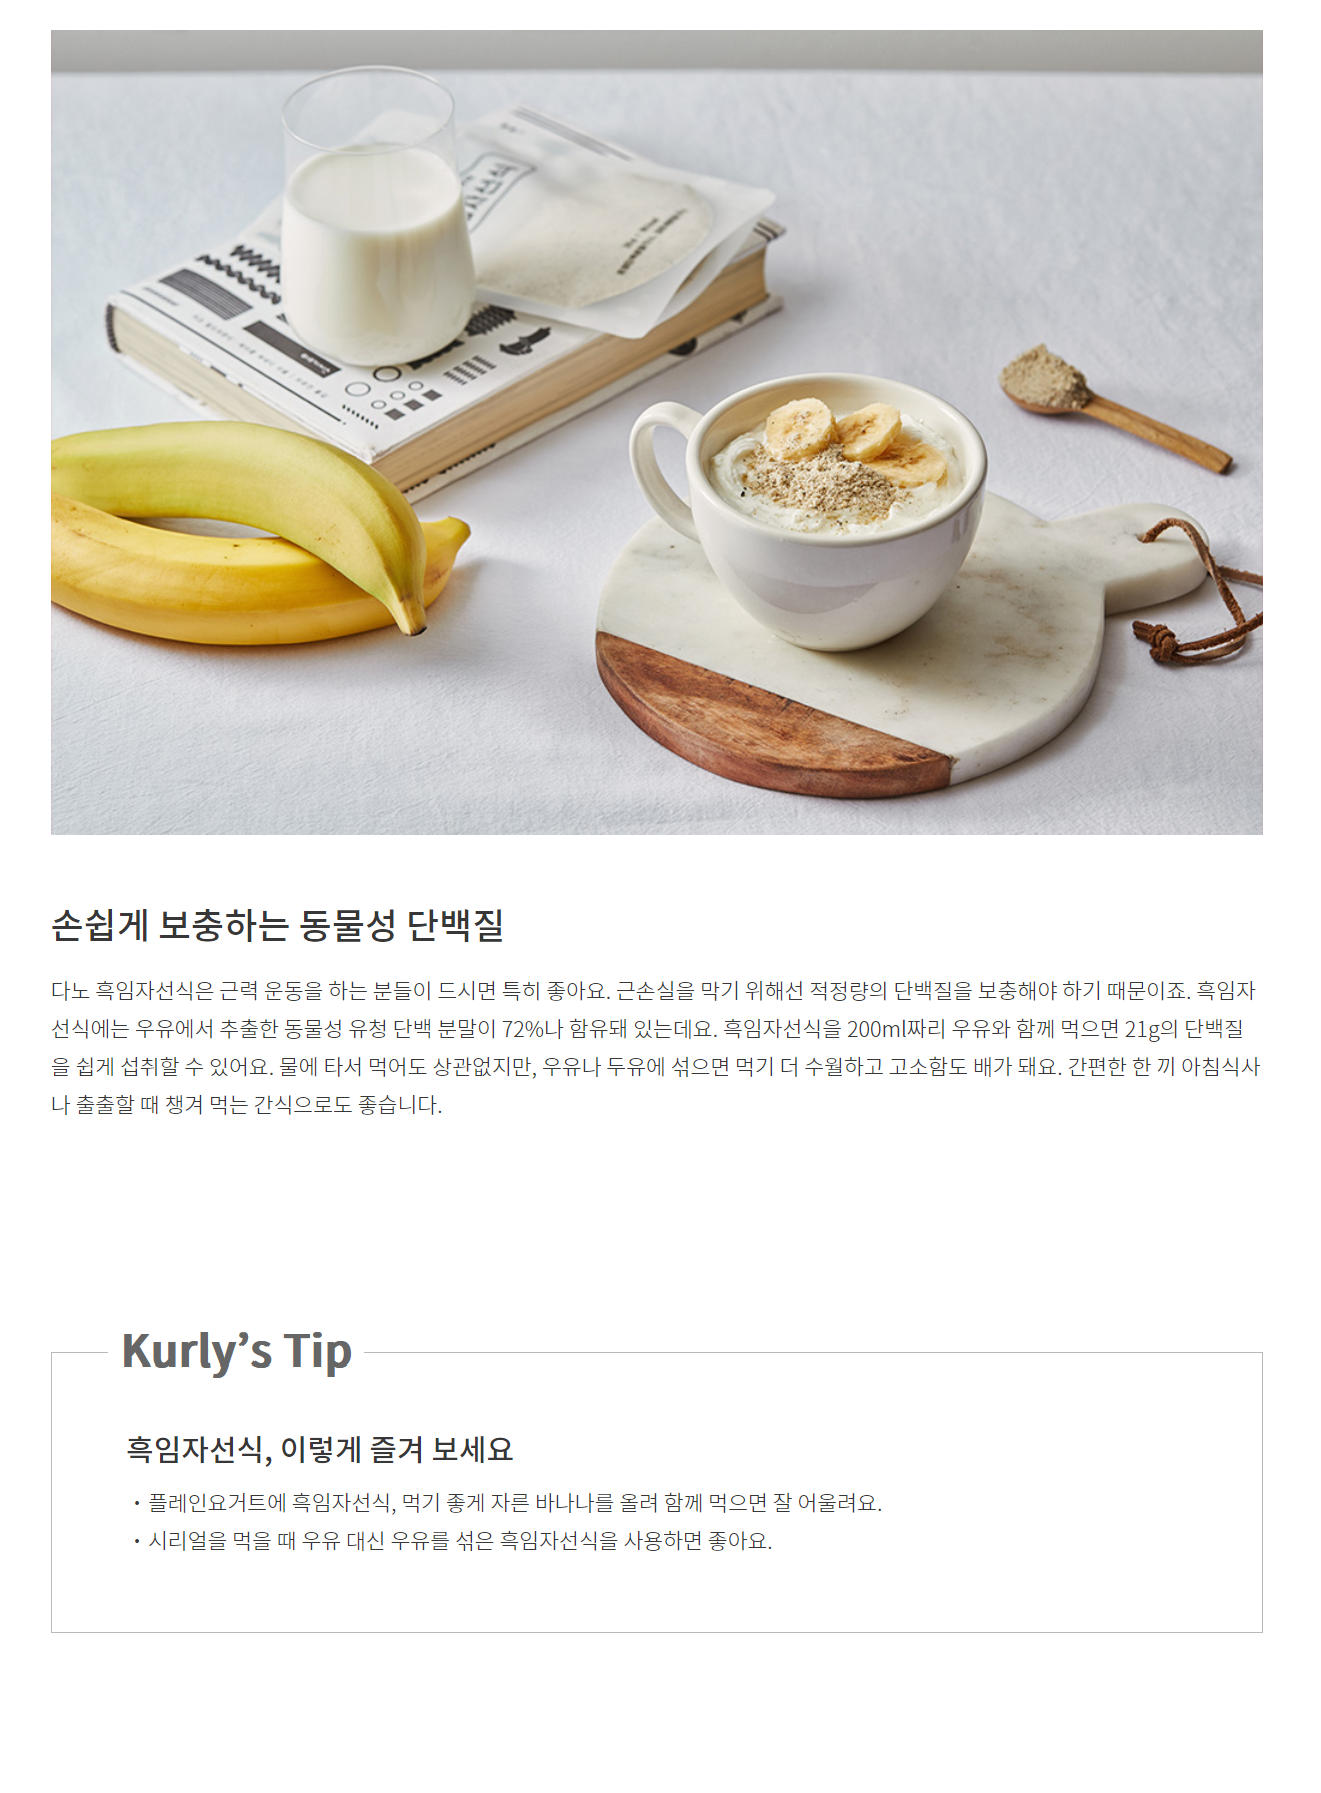 손쉽게 보충하는 동물성 단백질
다노 흑임자선식은 근력 운동을 하는 분들이 드시면 특히 좋아요. 근손실을 막기 위해선 적정량의 단백질을 보충해야 하기 때문이죠. 흑임자
선식에는 우유에서 추출한 동물성 유청 단백 분말이 72%나 함유돼 있는데요. 흑임자선식을 200ml짜리 우유와 함께 먹으면 21g의 단백질
을 쉽게 섭취할 수 있어요. 물에 타서 먹어도 상관없지만, 우유나 두유에 섞으면 먹기 더 수월하고 고소함도 배가 돼요. 간편한 한 끼 아침식사
나 출출할 때 챙겨 먹는 간식으로도 좋습니다.
Kurly’s Tip
흑임자선식, 이렇게 즐겨 보세요
• 플레인요거트에 흑임자선식, 먹기 좋게 자른 바나나를 올려 함께 먹으면 잘 어울려요.
• 시리얼을 먹을 때 우유 대신 우유를 섞은 흑임자선식을 사용하면 좋아요.